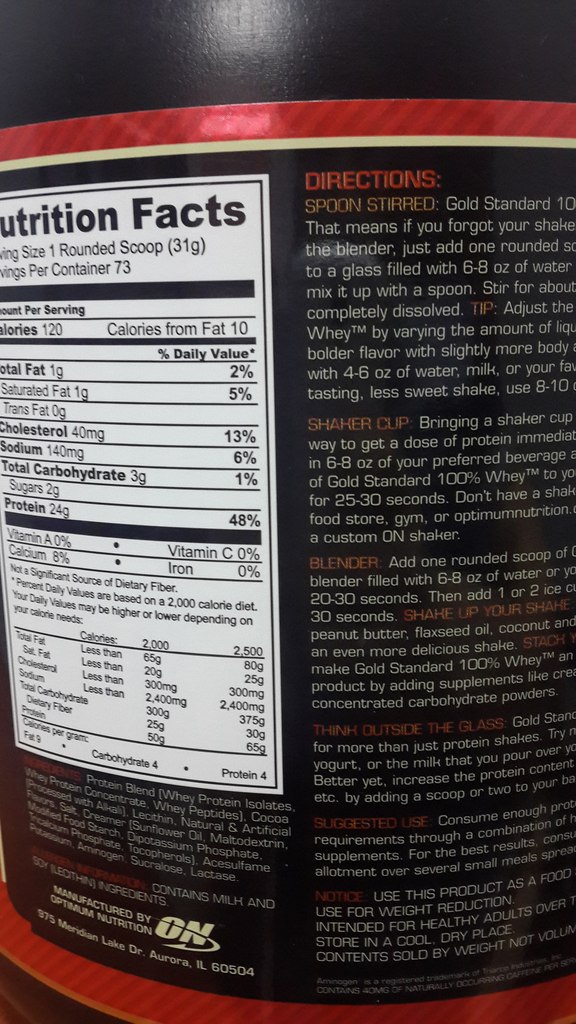 utrition Facts
ving Size 1 Rounded Scoop (31g)
vings Per Container 73
ount Per Serving
alories 120 Calories from Fat 10
% Daily Value*
otal Fat 1g 2%
Saturated Fat 1g 5%
Trans Fat 0g
Cholesterol 40mg 13%
Sodium 140mg 6%
Total Carbohydrate 3g 1%
Sugars 2g
Protein 24g 48%
Vitamin A 0% • Vitamin C 0%
Calcium 8% • Iron 0%
Not a Significant Source of Dietary Fiber.
* Percent Daily Values are based on a 2,000 calorie diet.
Your Daily Values may be higher or lower depending on
your calorie needs:
Calories: 2,000 2,500
Total Fat Less than 65g 80g
Sat. Fat Less than 20g 25g
Cholesterol Less than 300mg 300mg
Sodium Less than 2,400mg 2,400mg
Total Carbohydrate 300g 375g
Dietary Fiber 25g 30g
Protein 50g 65g
Calories per gram:
Fat 9 • Carbohydrate 4 • Protein 4
INGREDIENTS: Protein Blend (Whey Protein Isolates,
Whey Protein Concentrate, Whey Peptides), Cocoa
(Processed with Alkali), Lecithin, Natural & Artificial
Flavors, Salt, Creamer (Sunflower Oil, Maltodextrin,
Modified Food Starch, Dipotassium Phosphate,
Tricalcium Phosphate, Tocopherols), Acesulfame
Potassium, Aminogen, Sucralose, Lactase.
ALLERGEN INFORMATION: CONTAINS MILK AND
SOY (LECITHIN) INGREDIENTS.
MANUFACTURED BY
OPTIMUM NUTRITION
ON
975 Meridian Lake Dr. Aurora, IL 60504
DIRECTIONS:
SPOON STIRRED: Gold Standard 10
That means if you forgot your shake
the blender, just add one rounded sc
to a glass filled with 6-8 oz of water
mix it up with a spoon. Stir for about
completely dissolved. TIP: Adjust the
Whey™ by varying the amount of liqu
bolder flavor with slightly more body a
with 4-6 oz of water, milk, or your fav
tasting, less sweet shake, use 8-10
SHAKER CUP: Bringing a shaker cup
way to get a dose of protein immediat
in 6-8 oz of your preferred beverage a
of Gold Standard 100% Whey™ to yo
for 25-30 seconds. Don't have a shak
food store, gym, or optimumnutrition.
a custom ON shaker.
BLENDER: Add one rounded scoop of G
blender filled with 6-8 oz of water or yo
20-30 seconds. Then add 1 or 2 ice cu
30 seconds. SHAKE UP YOUR SHAKE
peanut butter, flaxseed oil, coconut and
an even more delicious shake. STACK Y
make Gold Standard 100% Whey™ an
product by adding supplements like crea
concentrated carbohydrate powders.
THINK OUTSIDE THE GLASS: Gold Stand
for more than just protein shakes. Try m
yogurt, or the milk that you pour over yo
Better yet, increase the protein content
etc. by adding a scoop or two to your ba
SUGGESTED USE: Consume enough prot
requirements through a combination of h
supplements. For the best results, consu
allotment over several small meals sprea
NOTICE: USE THIS PRODUCT AS A FOOD
USE FOR WEIGHT REDUCTION.
INTENDED FOR HEALTHY ADULTS OVER T
STORE IN A COOL, DRY PLACE.
CONTENTS SOLD BY WEIGHT NOT VOLUM
Aminogen® is a registered trademark of Triarco Industries, Inc.
CONTAINS 40MG OF NATURALLY OCCURRING CAFFEINE PER SER